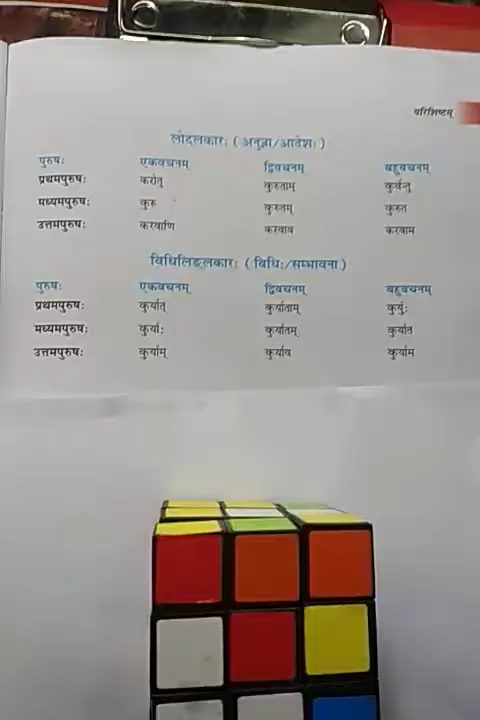 परिशिष्टम्
लोट्लकारः ( अनुज्ञा/आदेशः )
पुरुषः एकवचनम् द्विवचनम् बहुवचनम्
प्रथमपुरुषः करोतु कुरुताम् कुर्वन्तु
मध्यमपुरुषः कुरु कुरुतम् कुरुत
उत्तमपुरुषः करवाणि करवाव करवाम
विधिलिङ्लकारः ( विधिः/सम्भावना )
पुरुषः एकवचनम् द्विवचनम् बहुवचनम्
प्रथमपुरुषः कुर्यात् कुर्याताम् कुर्युः
मध्यमपुरुषः कुर्याः कुर्यातम् कुर्यात
उत्तमपुरुषः कुर्याम् कुर्याव कुर्याम